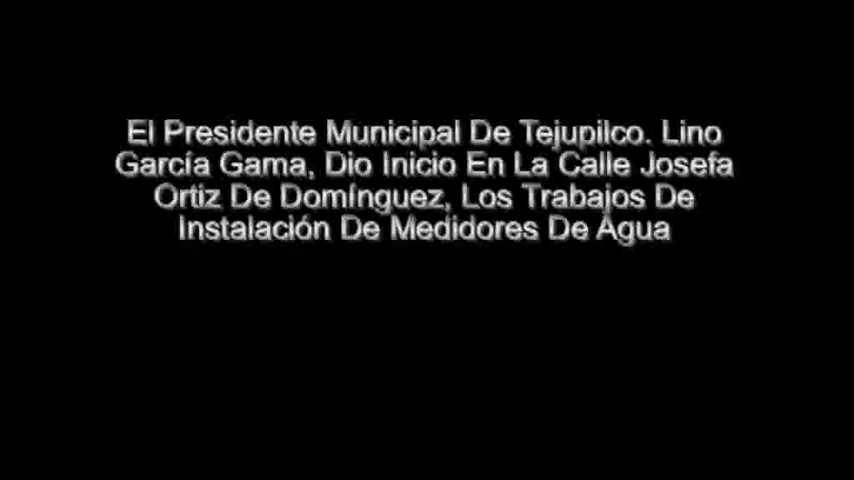 El Presidente Municipal De Tejupilco. Lino
García Gama, Dio Inicio En La Calle Josefa
Ortiz De Domínguez, Los Trabajos De
Instalación De Medidores De Agua